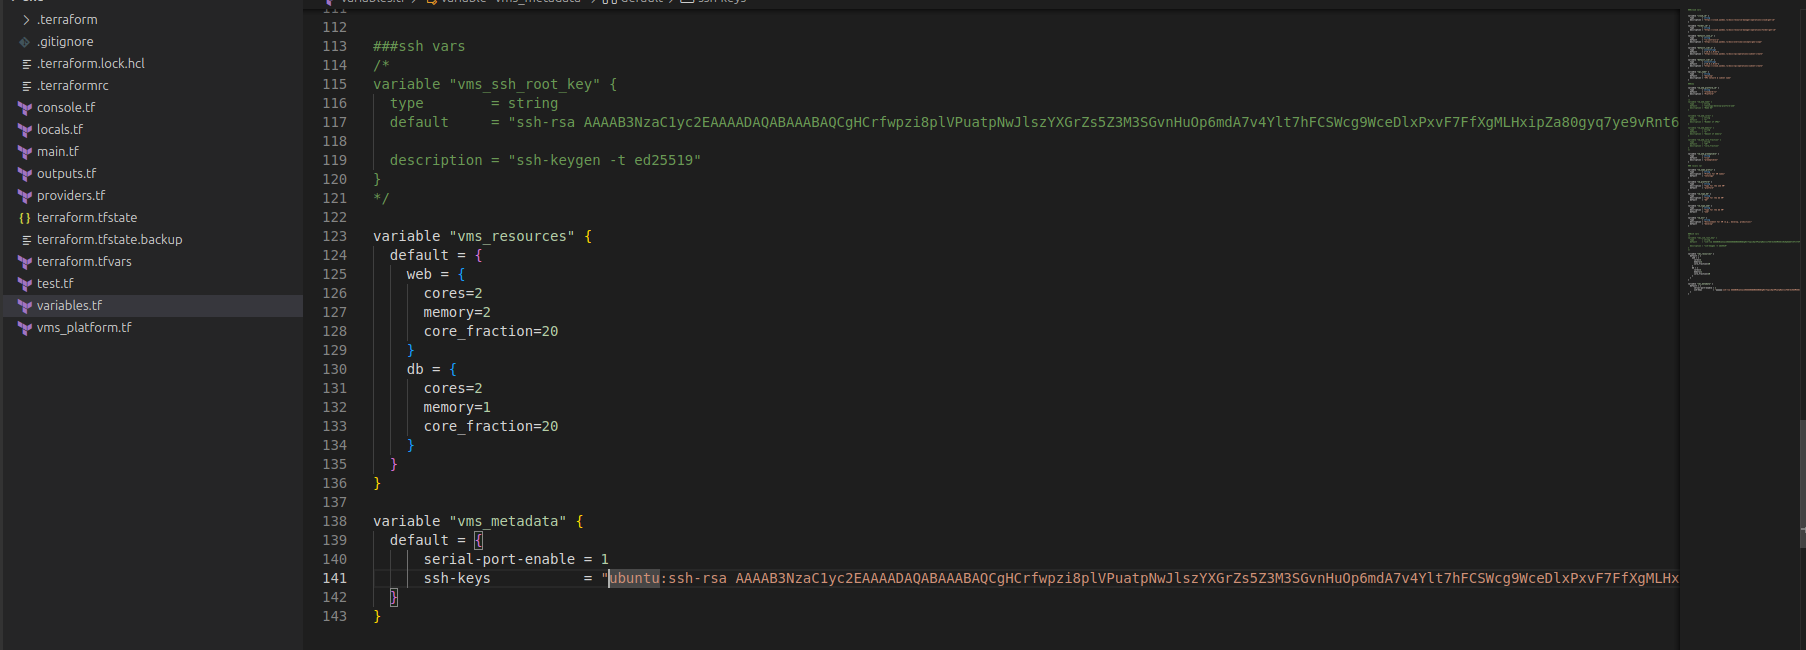 .terraform
.gitignore
.terraform.lock.hcl
.terraformrc
console.tf
locals.tf
main.tf
outputs.tf
providers.tf
terraform.tfstate
terraform.tfstate.backup
terraform.tfvars
test.tf
variables.tf
vms_platform.tf
111
112
113 ###ssh vars
114 /*
115 variable "vms_ssh_root_key" {
116 type = string
117 default = "ssh-rsa AAAAB3NzaC1yc2EAAAADAQABAAABAQCgHCrfwpzi8plVPuatpNwJlszYXGrZs5Z3M3SGvnHuOp6mdA7v4Ylt7hFCSWcg9WceDlxPxvF7FfXgMLHxipZa80gyq7ye9vRnt6
118
119 description = "ssh-keygen -t ed25519"
120 }
121 */
122
123 variable "vms_resources" {
124 default = {
125 web = {
126 cores=2
127 memory=2
128 core_fraction=20
129 }
130 db = {
131 cores=2
132 memory=1
133 core_fraction=20
134 }
135 }
136 }
137
138 variable "vms_metadata" {
139 default = {
140 serial-port-enable = 1
141 ssh-keys = "ubuntu:ssh-rsa AAAAB3NzaC1yc2EAAAADAQABAAABAQCgHCrfwpzi8plVPuatpNwJlszYXGrZs5Z3M3SGvnHuOp6mdA7v4Ylt7hFCSWcg9WceDlxPxvF7FfXgMLHx
142 }
143 }